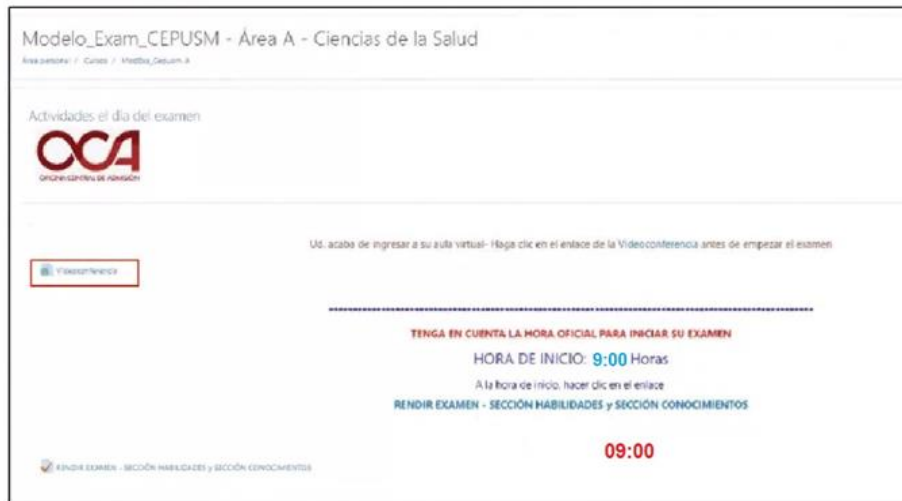 Modelo_Exam_CEPUSM - Área A - Ciencias de la Salud
Área personal / Cursos / ModExa_Cepusm A
Actividades el día del examen
OCA
OFICINA CENTRAL DE ADMISIÓN
Ud. acaba de ingresar a su aula virtual- Haga clic en el enlace de la Videoconferencia antes de empezar el examen
Videoconferencia
TENGA EN CUENTA LA HORA OFICIAL PARA INICIAR SU EXAMEN
HORA DE INICIO: 9:00 Horas
A la hora de inicio, hacer clic en el enlace
RENDIR EXAMEN - SECCIÓN HABILIDADES y SECCIÓN CONOCIMIENTOS
09:00
RENDIR EXAMEN - SECCIÓN HABILIDADES y SECCIÓN CONOCIMIENTOS